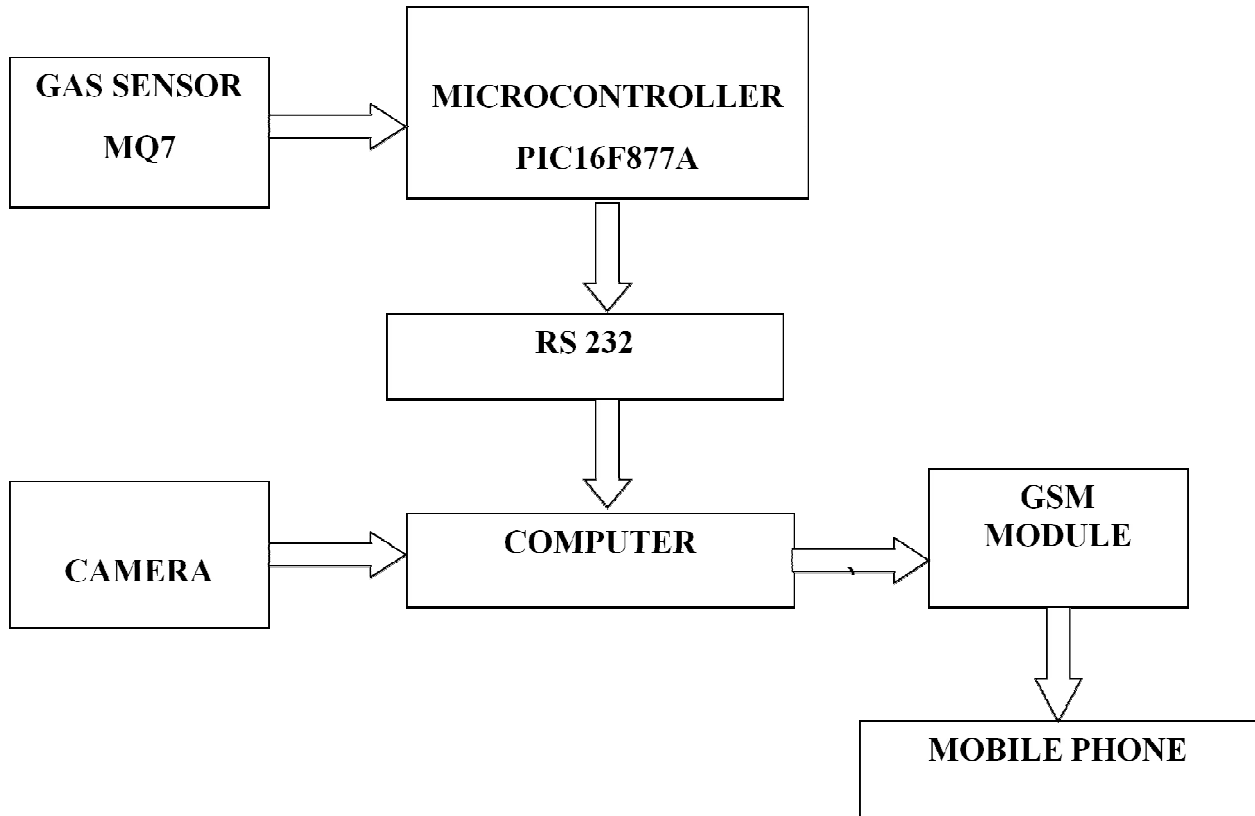 GAS SENSOR
MQ7
MICROCONTROLLER
PIC16F877A
RS 232
CAMERA
COMPUTER
GSM
MODULE
MOBILE PHONE